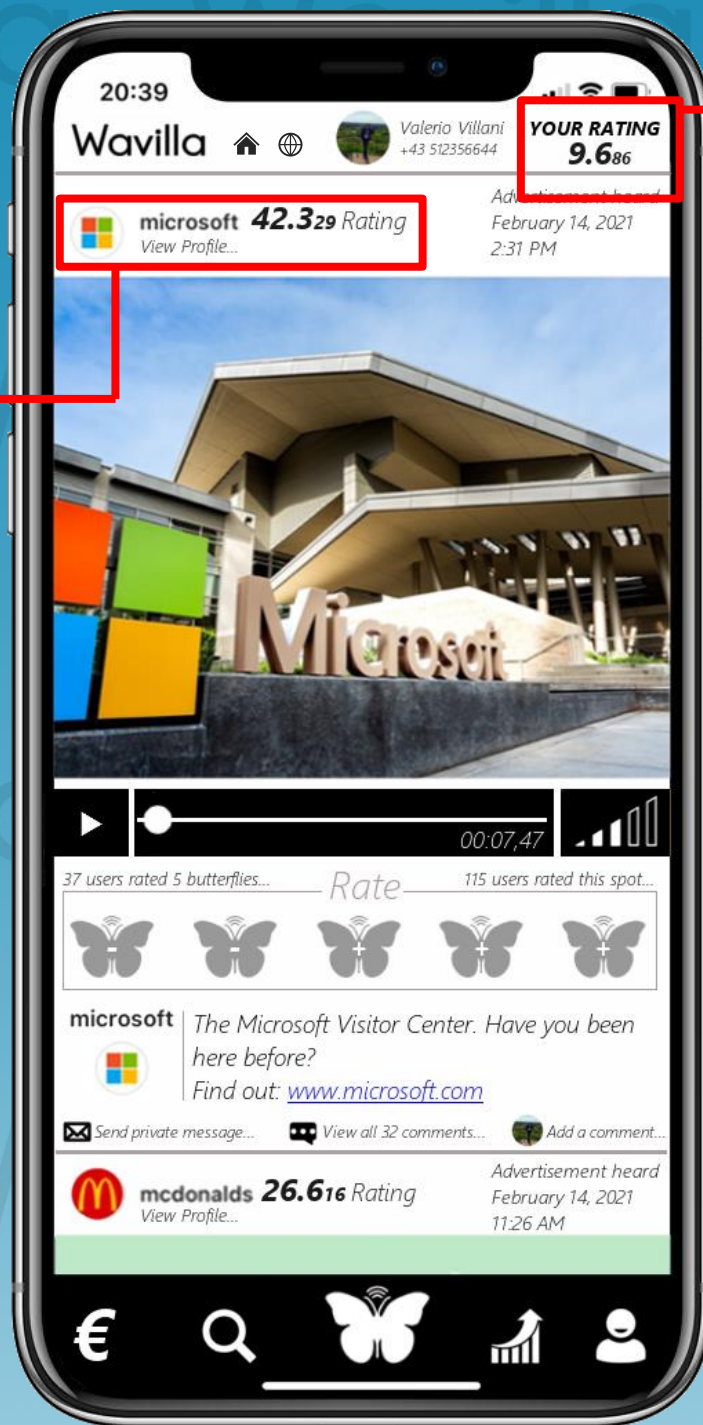 Wavilla
20:39
Wavilla
Valerio Villani
+43 512356644
YOUR RATING
9.686
microsoft 42.329 Rating
View Profile...
Advertisement heard
February 14, 2021
2:31 PM
Microsoft
00:07,47
37 users rated 5 butterflies...
Rate
115 users rated this spot...
- - + + +
microsoft
The Microsoft Visitor Center. Have you been
here before?
Find out: www.microsoft.com
Send private message...
View all 32 comments...
Add a comment...
mcdonalds 26.616 Rating
View Profile...
Advertisement heard
February 14, 2021
11:26 AM
€